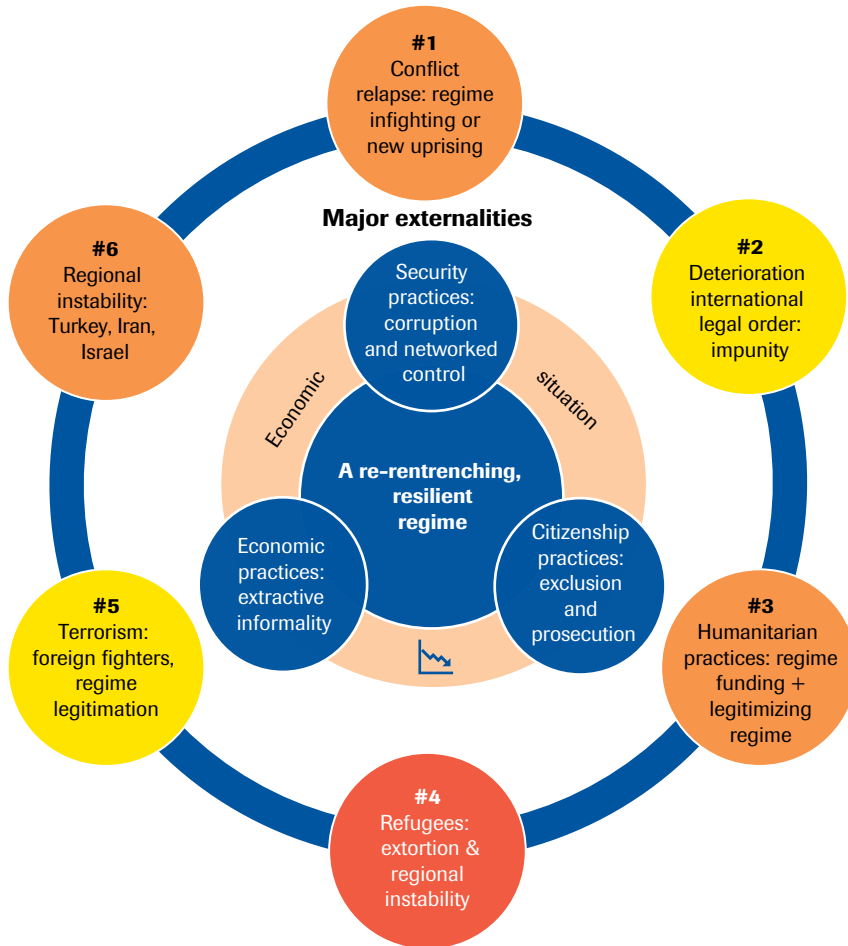 #1
Conflict
relapse: regime
infighting or
new uprising
Major externalities
#2
Deterioration
international
legal order:
impunity
#6
Regional
instability:
Turkey, Iran,
Israel
Security
practices:
corruption
and networked
control
Economic
situation
A re-rentrenching,
resilient
regime
Economic
practices:
extractive
informality
Citizenship
practices:
exclusion
and
prosecution
#3
Humanitarian
practices: regime
funding +
legitimizing
regime
#5
Terrorism:
foreign fighters,
regime
legitimation
#4
Refugees:
extortion &
regional
instability